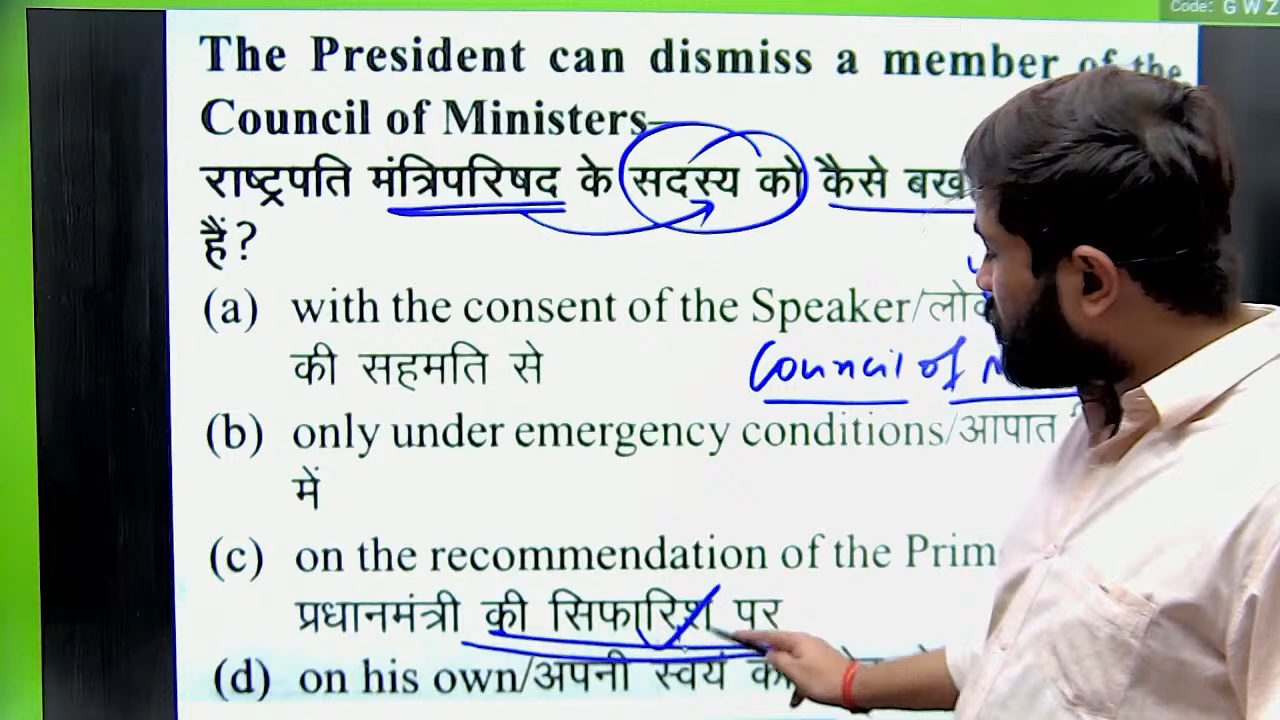 Code: G W Z
The President can dismiss a member of the
Council of Ministers–
राष्ट्रपति मंत्रिपरिषद के सदस्य को कैसे
हैं?
(a) with the consent of the Speaker/
की सहमति से
Council of
(b) only under emergency conditions/आपात
में
(c) on the recommendation of the
प्रधानमंत्री की सिफारिश पर
(d) on his own/अपनी स्वयं